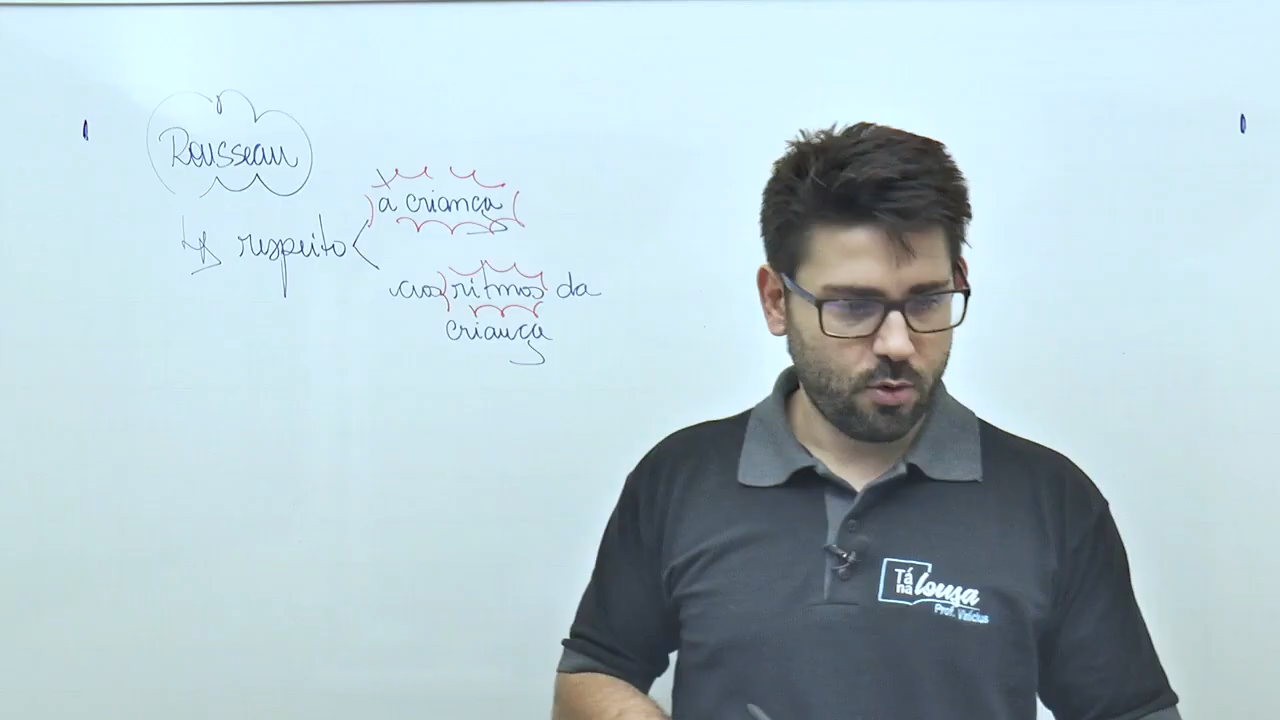 Rousseau
à criança
↳ respeito <
aos ritmos da
criança
Tá
na lousa
Prof. Vinícius